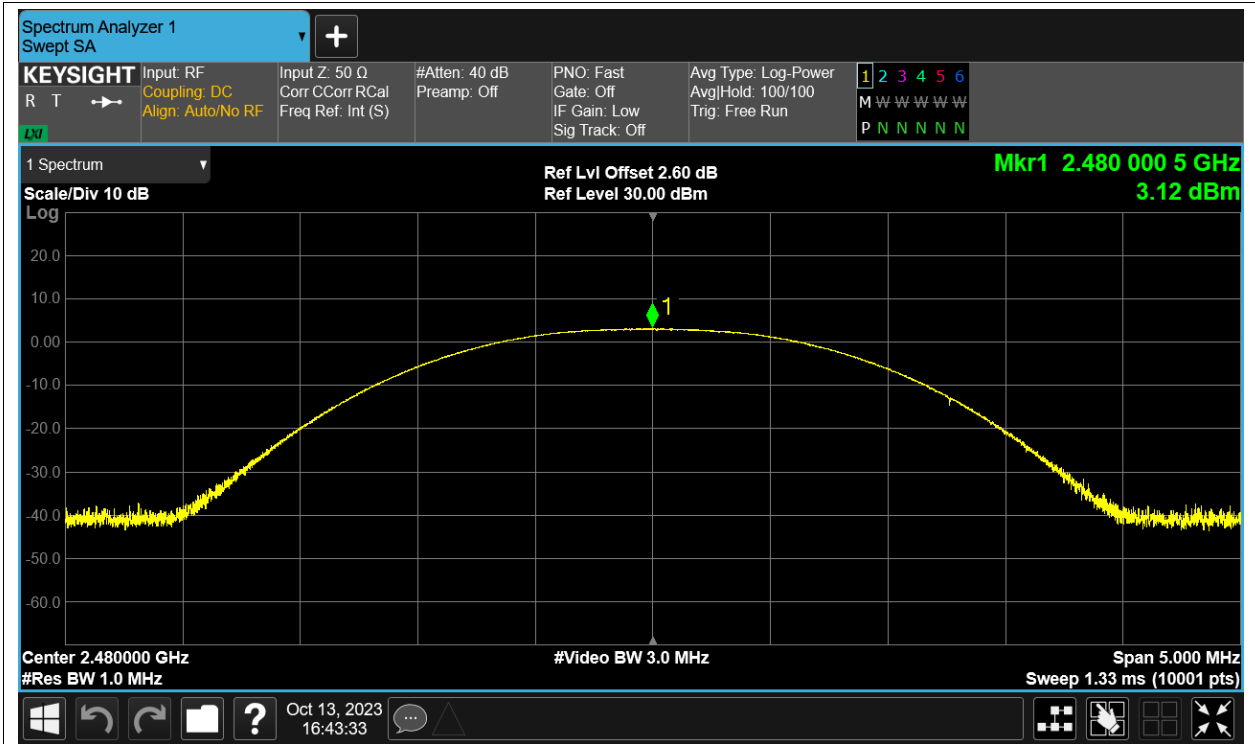 Spectrum Analyzer 1
Swept SA
+
KEYSIGHT
R T
LXI
Input: RF
Coupling: DC
Align: Auto/No RF
Input Z: 50 Ω
Corr CCorr RCal
Freq Ref: Int (S)
#Atten: 40 dB
Preamp: Off
PNO: Fast
Gate: Off
IF Gain: Low
Sig Track: Off
Avg Type: Log-Power
Avg|Hold: 100/100
Trig: Free Run
1 2 3 4 5 6
M W W W W W
P N N N N N
1 Spectrum
Scale/Div 10 dB
Log
Ref Lvl Offset 2.60 dB
Ref Level 30.00 dBm
Mkr1 2.480 000 5 GHz
3.12 dBm
20.0
10.0
1
0.00
-10.0
-20.0
-30.0
-40.0
-50.0
-60.0
Center 2.480000 GHz
#Video BW 3.0 MHz
Span 5.000 MHz
#Res BW 1.0 MHz
Sweep 1.33 ms (10001 pts)
?
Oct 13, 2023
16:43:33